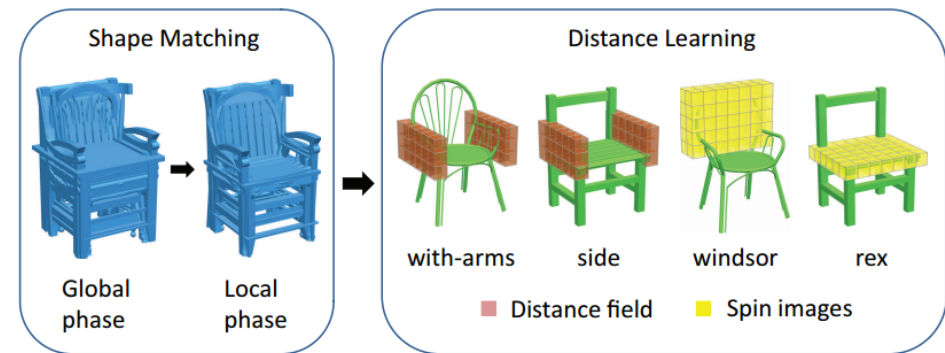 Shape Matching
Global
phase
Local
phase
Distance Learning
with-arms
side
windsor
rex
Distance field
Spin images